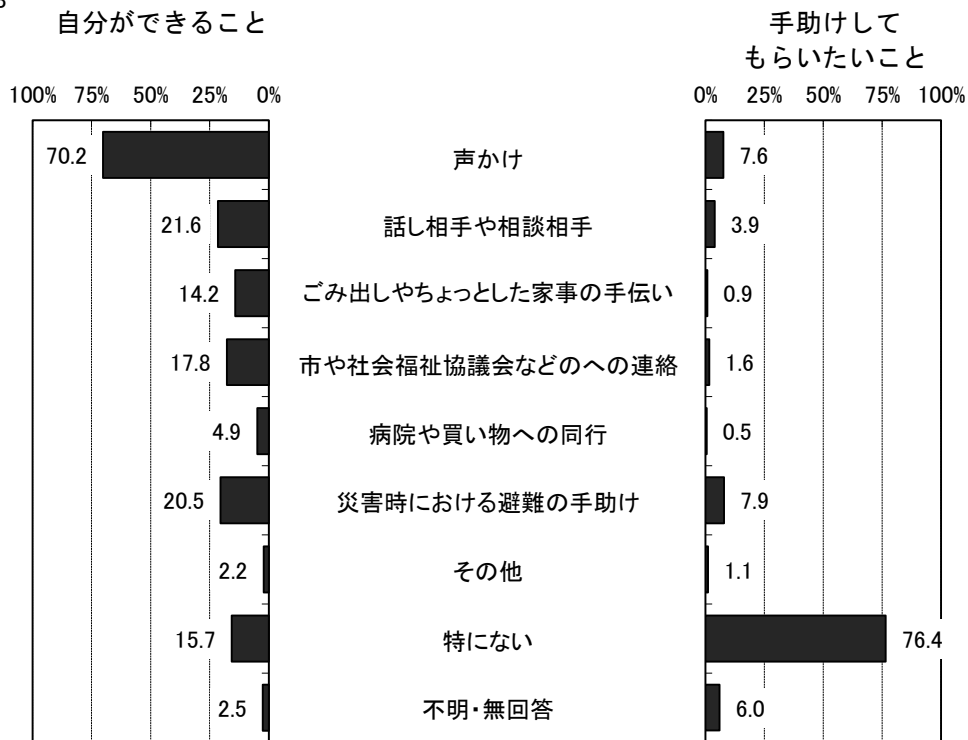 自分ができること
手助けして
もらいたいこと
100% 75% 50% 25% 0%
0% 25% 50% 75% 100%
70.2 声かけ 7.6
21.6 話し相手や相談相手 3.9
14.2 ごみ出しやちょっとした家事の手伝い 0.9
17.8 市や社会福祉協議会などのへの連絡 1.6
4.9 病院や買い物への同行 0.5
20.5 災害時における避難の手助け 7.9
2.2 その他 1.1
15.7 特にない 76.4
2.5 不明・無回答 6.0